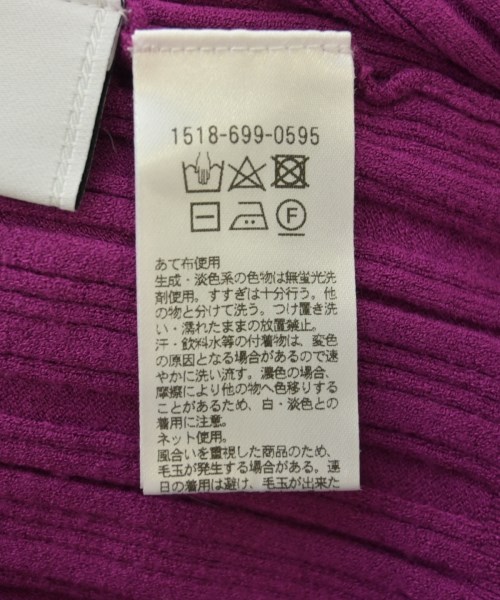 1518-699-0595
F
あて布使用
生成・淡色系の色物は無蛍光洗
剤使用。すすぎは十分行う。他
の物と分けて洗う。つけ置き洗
い・濡れたままの放置禁止。
汗・飲料水等の付着物は、変色
の原因となる場合があるので速
やかに洗い流す。濃色の場合、
摩擦により他の物へ色移りする
ことがあるため、白・淡色との
着用に注意。
ネット使用。
風合いを重視した商品のため、
毛玉が発生する場合がある。連
日の着用は避け、毛玉が出来た